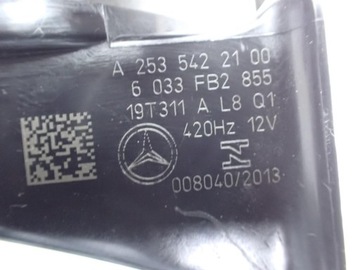 A 253 542 21 00
6 033 FB2 855
19T311 A L8 Q1
420Hz 12V
008040/2013